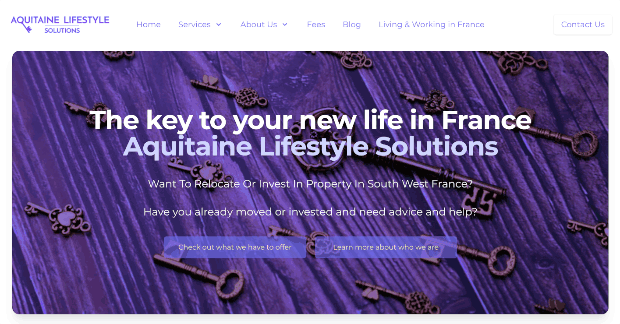 AQUITAINE LIFESTYLE
SOLUTIONS
Home
Services
About Us
Fees
Blog
Living & Working in France
Contact Us
The key to your new life in France
Aquitaine Lifestyle Solutions
Want To Relocate Or Invest In Property In South West France?
Have you already moved or invested and need advice and help?
Check out what we have to offer
Learn more about who we are